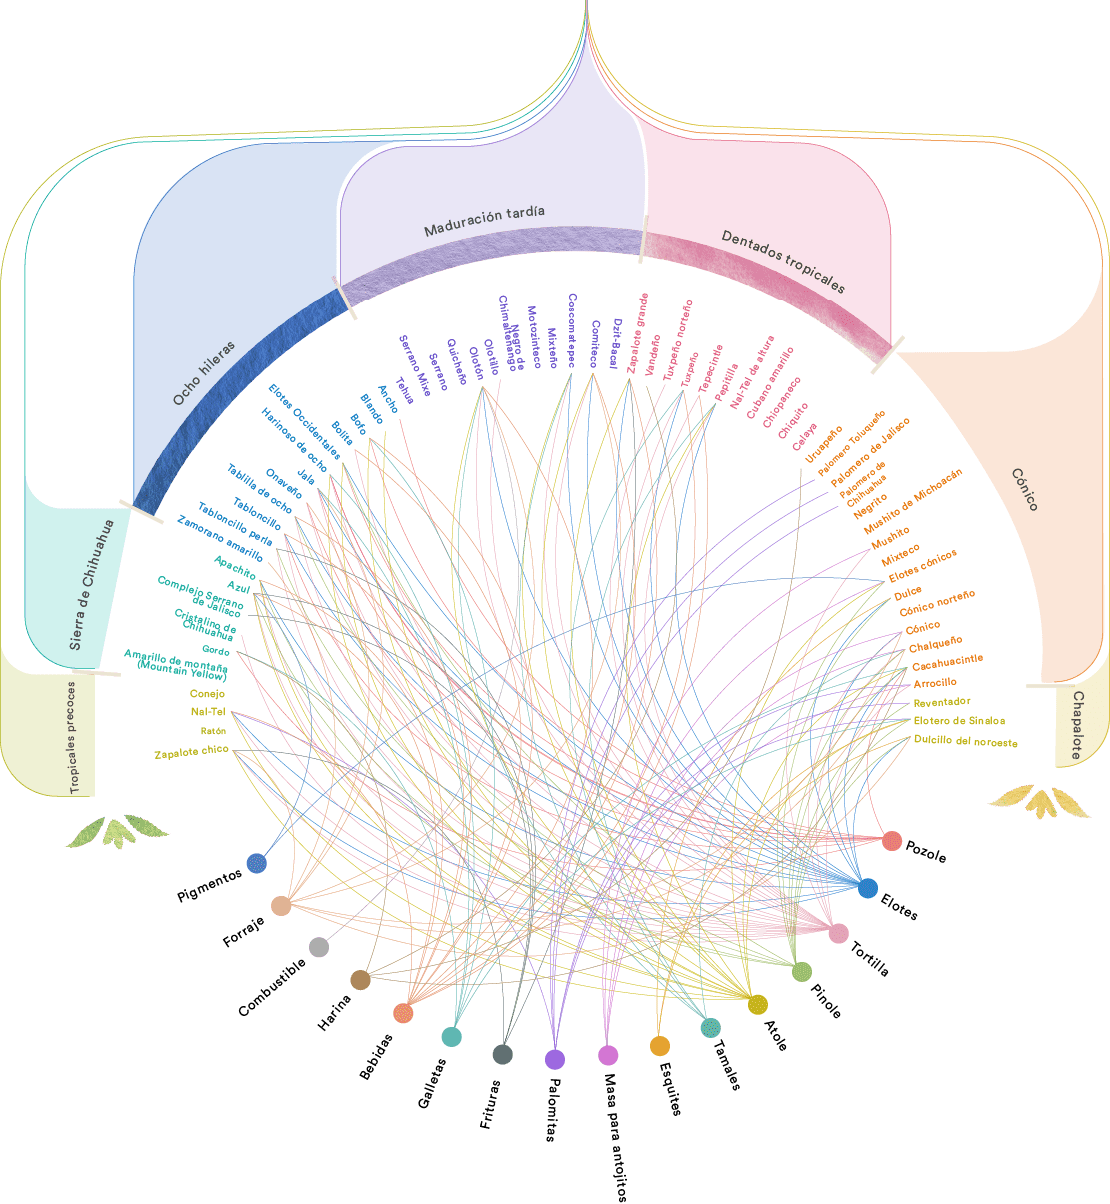 Maduración tardía
Dentados tropicales
Ocho hileras
Cónico
Sierra de Chihuahua
Tropicales precoces
Chapalote
Zapalote chico
Ratón
Nal-Tel
Conejo
Amarillo de montaña
(Mountain Yellow)
Gordo
Cristalino de
Chihuahua
Complejo Serrano
de Jalisco
Azul
Apachito
Zamorano amarillo
Tabloncillo perla
Tabloncillo
Tablilla de ocho
Onaveño
Jala
Harinoso de ocho
Elotes Occidentales
Bolita
Bofo
Blando
Ancho
Tehua
Serrano Mixe
Serrano
Quicheño
Olotón
Olotillo
Negro de
Chimaltenango
Motozinteco
Mixteño
Coscomatepec
Comiteco
Dzit-Bacal
Zapalote grande
Vandeño
Tuxpeño norteño
Tuxpeño
Tepecintle
Pepitilla
Nal-Tel de altura
Cubano amarillo
Chiopaneco
Chiquito
Celaya
Uruapeño
Palomero Toluqueño
Palomero de Jalisco
Palomero de
Chihuahua
Negrito
Mushito de Michoacán
Mushito
Mixteco
Elotes cónicos
Dulce
Cónico norteño
Cónico
Chalqueño
Cacahuacintle
Arrocillo
Reventador
Elotero de Sinaloa
Dulcillo del noroeste
Pozole
Elotes
Tortilla
Pinole
Atole
Tamales
Esquites
Masa para antojitos
Palomitas
Frituras
Galletas
Bebidas
Harina
Combustible
Forraje
Pigmentos